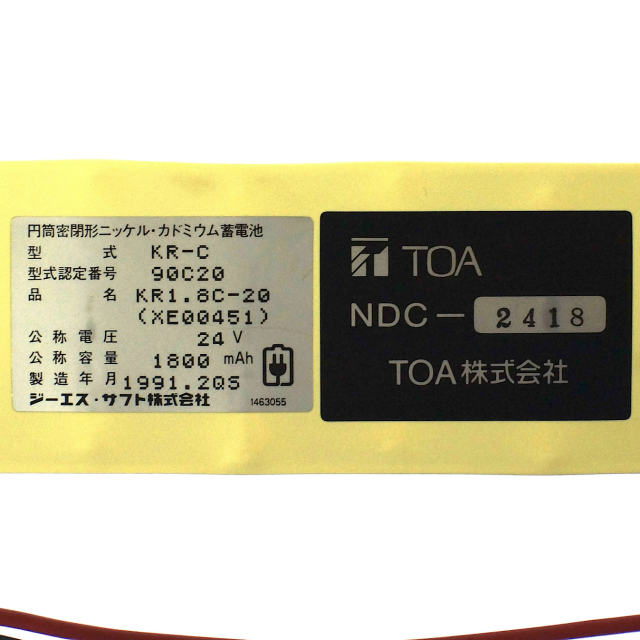 円筒密閉形ニッケル・カドミウム蓄電池
型式 KR-C
型式認定番号 90C20
品名 KR1.8C-20
(XE00451)
公称電圧 24 V
公称容量 1800 mAh
製造年月 1991.2QS
ジーエス・サフト株式会社 1463055
TOA
NDC-2418
TOA株式会社